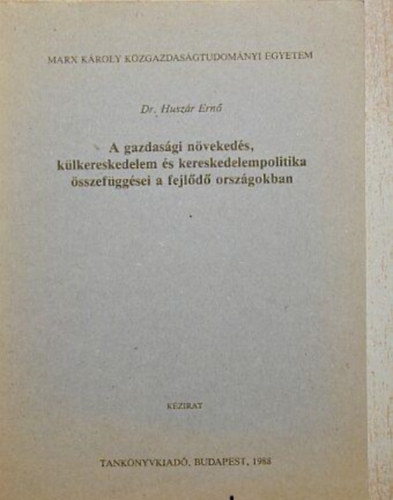 MARX KÁROLY KÖZGAZDASÁGTUDOMÁNYI EGYETEM
Dr. Huszár Ernő
A gazdasági növekedés,
külkereskedelem és kereskedelempolitika
összefüggései a fejlődő országokban
KÉZIRAT
TANKÖNYVKIADÓ, BUDAPEST, 1988